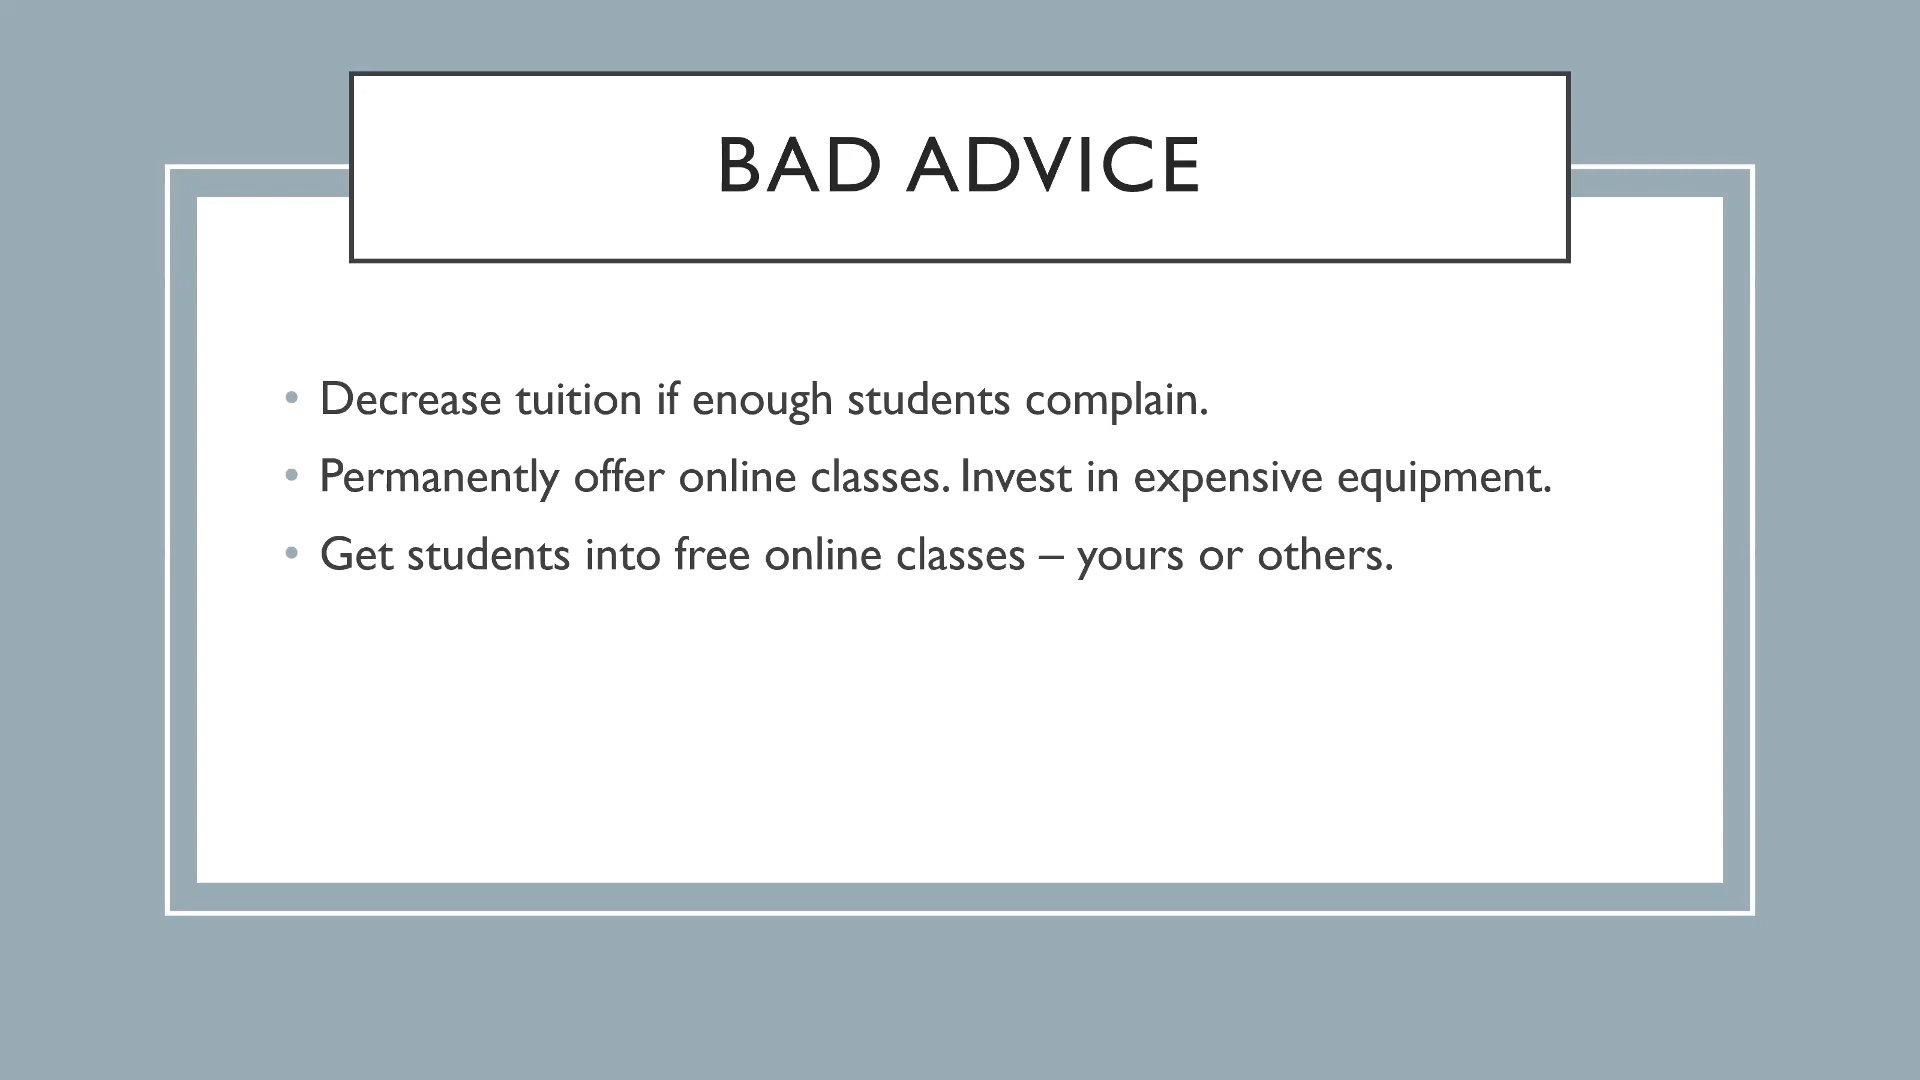 BAD ADVICE
• Decrease tuition if enough students complain.
• Permanently offer online classes. Invest in expensive equipment.
• Get students into free online classes – yours or others.